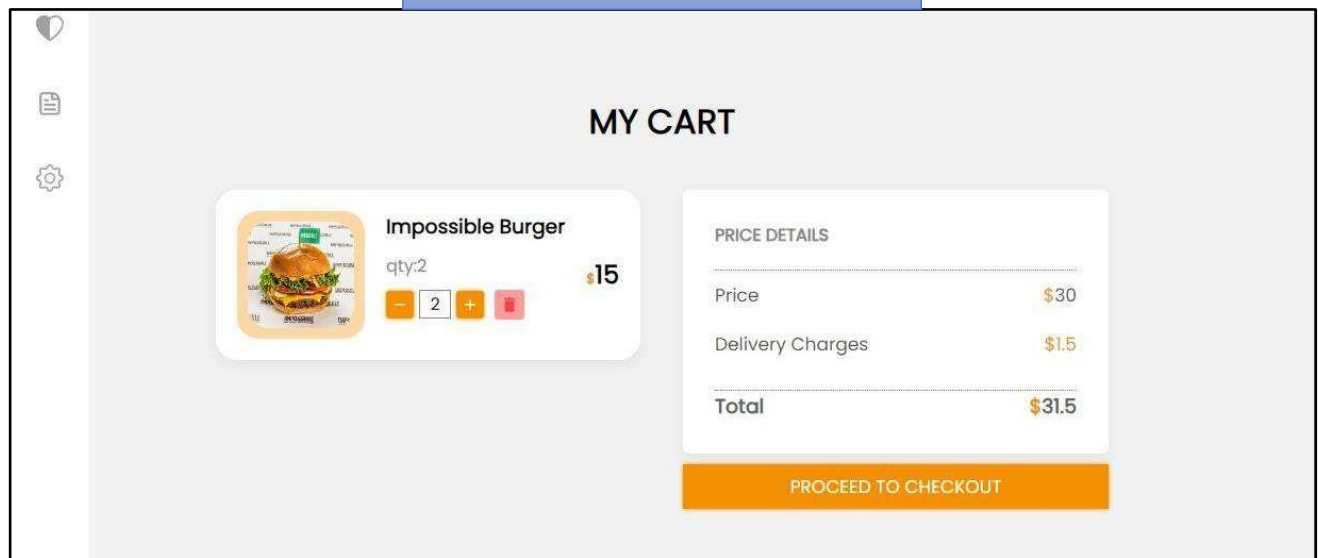 MY CART
Impossible Burger
qty:2
$15
2
PRICE DETAILS
Price $30
Delivery Charges $1.5
Total $31.5
PROCEED TO CHECKOUT